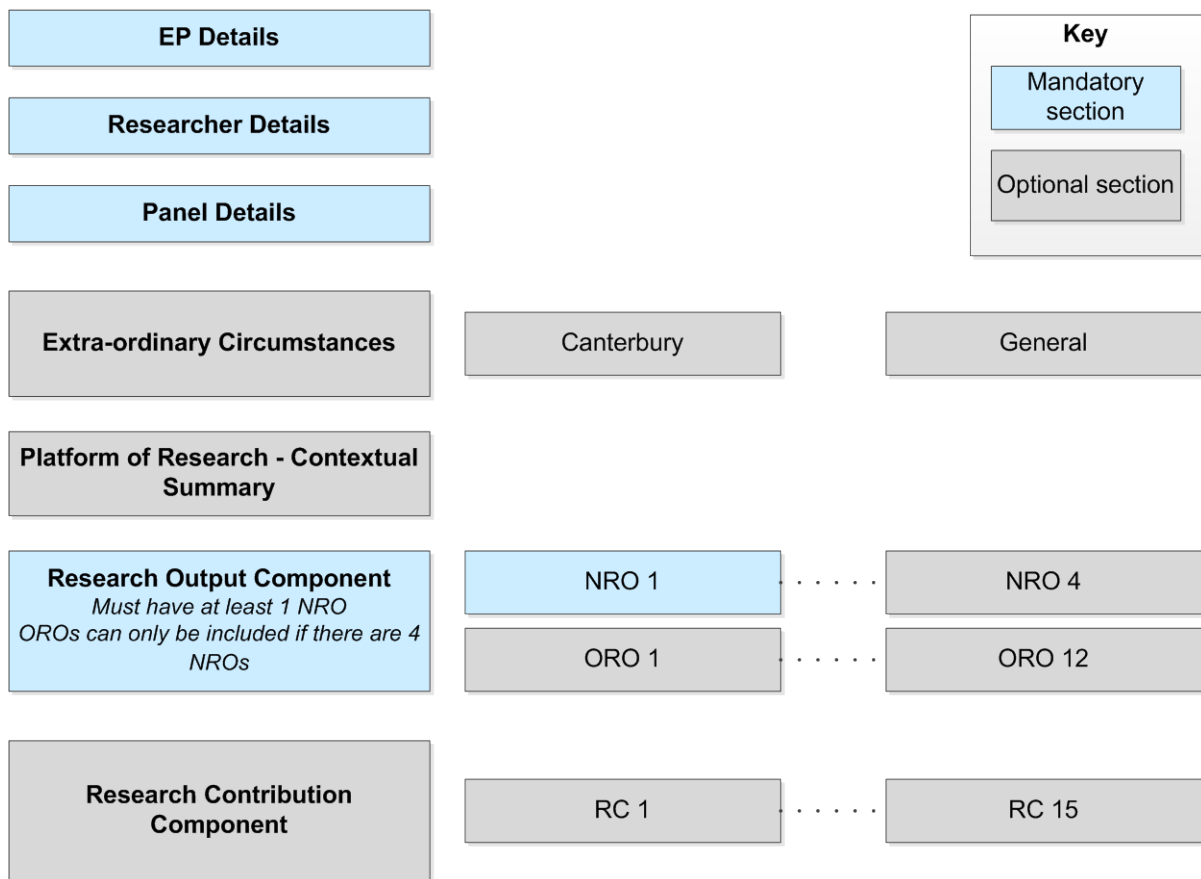 EP Details
Key
Mandatory
section
Researcher Details
Optional section
Panel Details
Extra-ordinary Circumstances
Canterbury
General
Platform of Research - Contextual
Summary
Research Output Component
Must have at least 1 NRO
OROs can only be included if there are 4
NROs
NRO 1
NRO 4
ORO 1
ORO 12
Research Contribution
Component
RC 1
RC 15